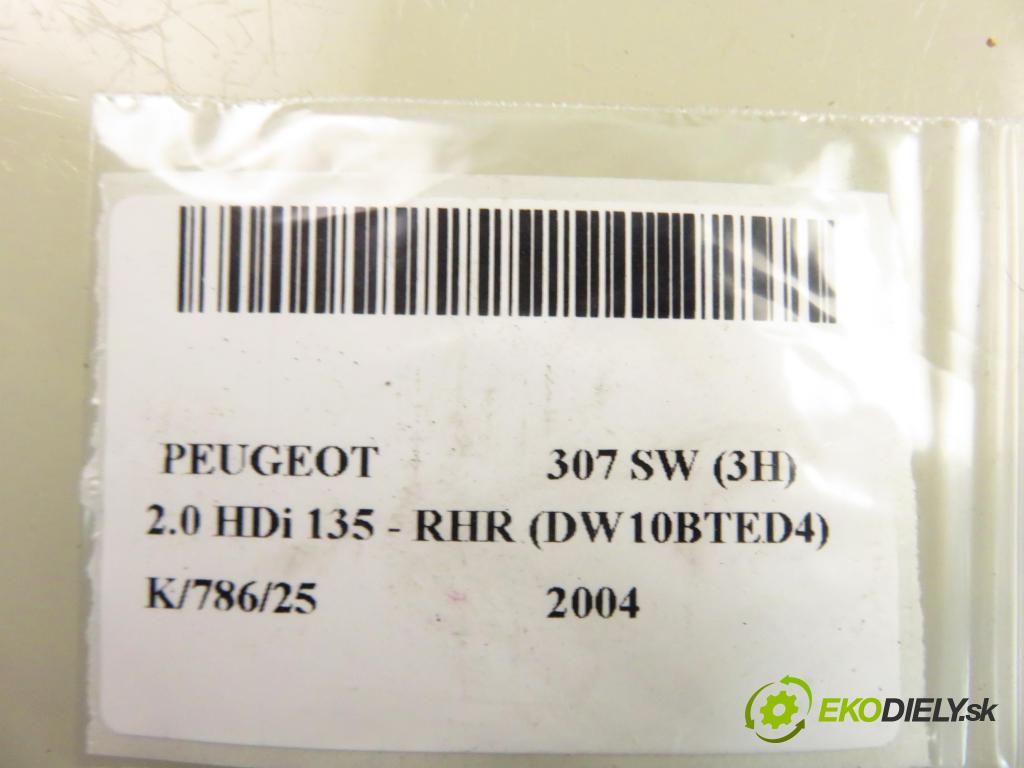 PEUGEOT 307 SW (3H)
2.0 HDi 135 - RHR (DW10BTED4)
K/786/25 2004
EKODIELY.sk